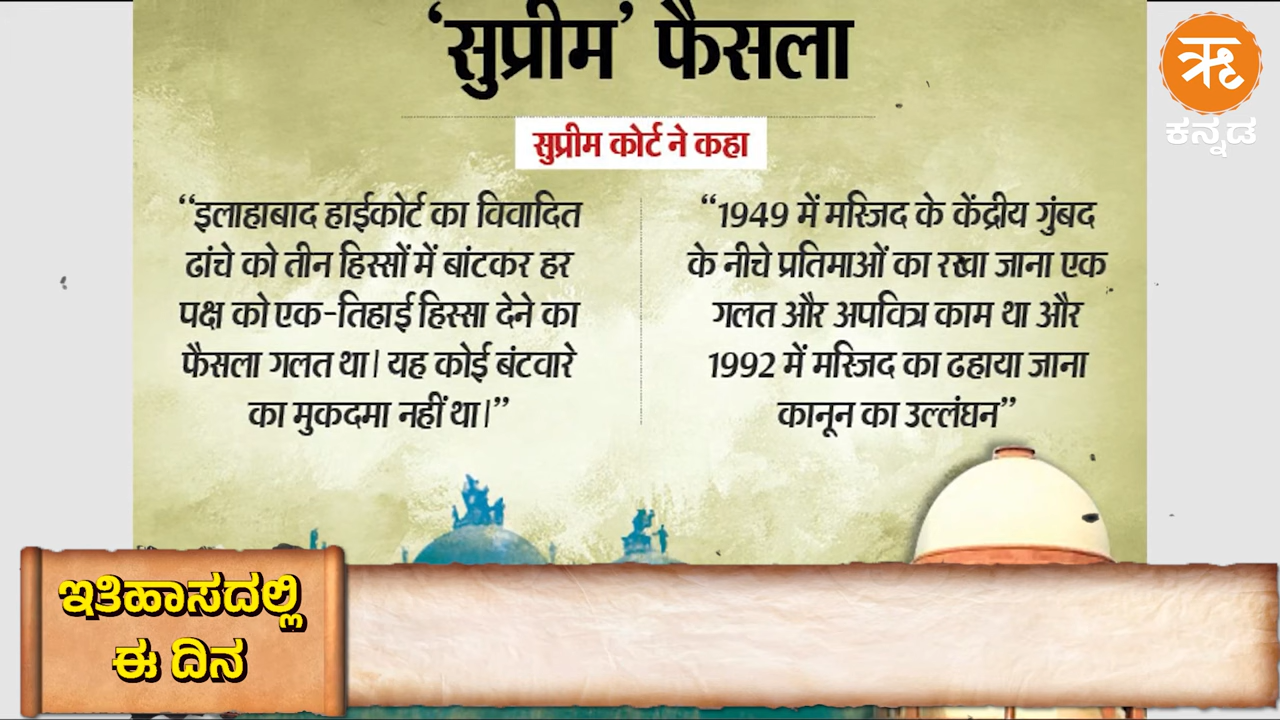 ‘सुप्रीम’ फैसला
सुप्रीम कोर्ट ने कहा
“इलाहाबाद हाईकोर्ट का विवादित
ढांचे को तीन हिस्सों में बांटकर हर
पक्ष को एक-तिहाई हिस्सा देने का
फैसला गलत था। यह कोई बंटवारे
का मुकदमा नहीं था।”
“1949 में मस्जिद के केंद्रीय गुंबद
के नीचे प्रतिमाओं का रखा जाना एक
गलत और अपवित्र काम था और
1992 में मस्जिद का ढहाया जाना
कानून का उल्लंघन”
ऋ
ಕನ್ನಡ
ಇತಿಹಾಸದಲ್ಲಿ
ಈ ದಿನ